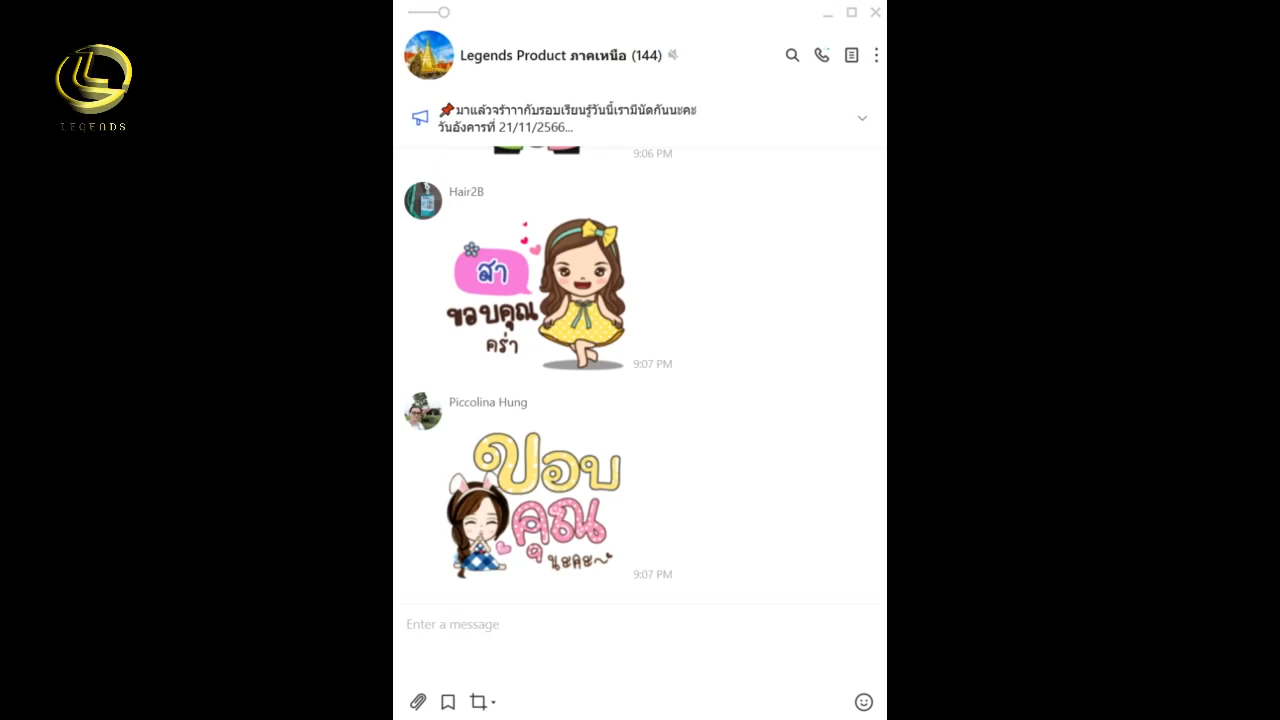 LEGENDS
Legends Product ภาคเหนือ (144)
📌มาแล้วจร้าาากับรอบเรียนรู้วันนี้เรามีนัดกันนะคะ
วันอังคารที่ 21/11/2566...
9:06 PM
Hair2B
สา
ขอบคุณ
คร่า
9:07 PM
Piccolina Hung
ขอบ
คุณ
นะคะ~
9:07 PM
Enter a message